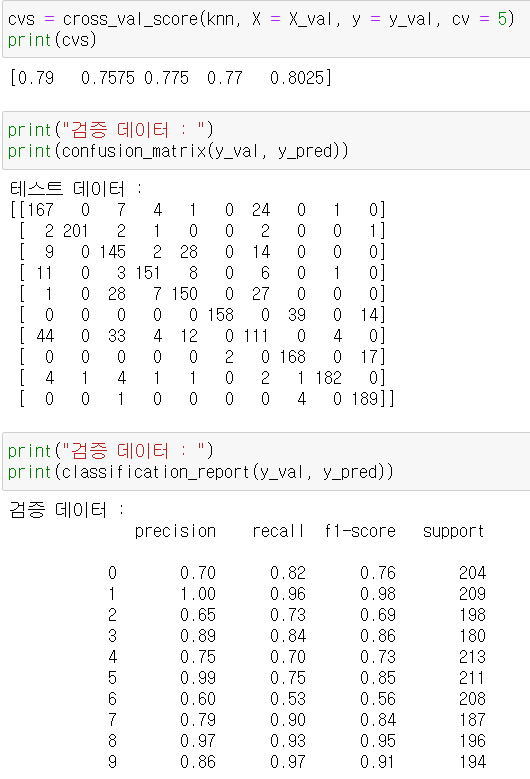 cvs = cross_val_score(knn, X = X_val, y = y_val, cv = 5)
print(cvs)
[0.79   0.7575 0.775  0.77   0.8025]
print("검증 데이터 : ")
print(confusion_matrix(y_val, y_pred))
테스트 데이터 :
[[167   0   7   4   1   0  24   0   1   0]
 [  2 201   2   1   0   0   2   0   0   1]
 [  9   0 145   2  28   0  14   0   0   0]
 [ 11   0   3 151   8   0   6   0   1   0]
 [  1   0  28   7 150   0  27   0   0   0]
 [  0   0   0   0   0 158   0  39   0  14]
 [ 44   0  33   4  12   0 111   0   4   0]
 [  0   0   0   0   0   2   0 168   0  17]
 [  4   1   4   1   1   0   2   1 182   0]
 [  0   0   1   0   0   0   0   4   0 189]]
print("검증 데이터 : ")
print(classification_report(y_val, y_pred))
검증 데이터 :
              precision    recall  f1-score   support
           0       0.70      0.82      0.76       204
           1       1.00      0.96      0.98       209
           2       0.65      0.73      0.69       198
           3       0.89      0.84      0.86       180
           4       0.75      0.70      0.73       213
           5       0.99      0.75      0.85       211
           6       0.60      0.53      0.56       208
           7       0.79      0.90      0.84       187
           8       0.97      0.93      0.95       196
           9       0.86      0.97      0.91       194